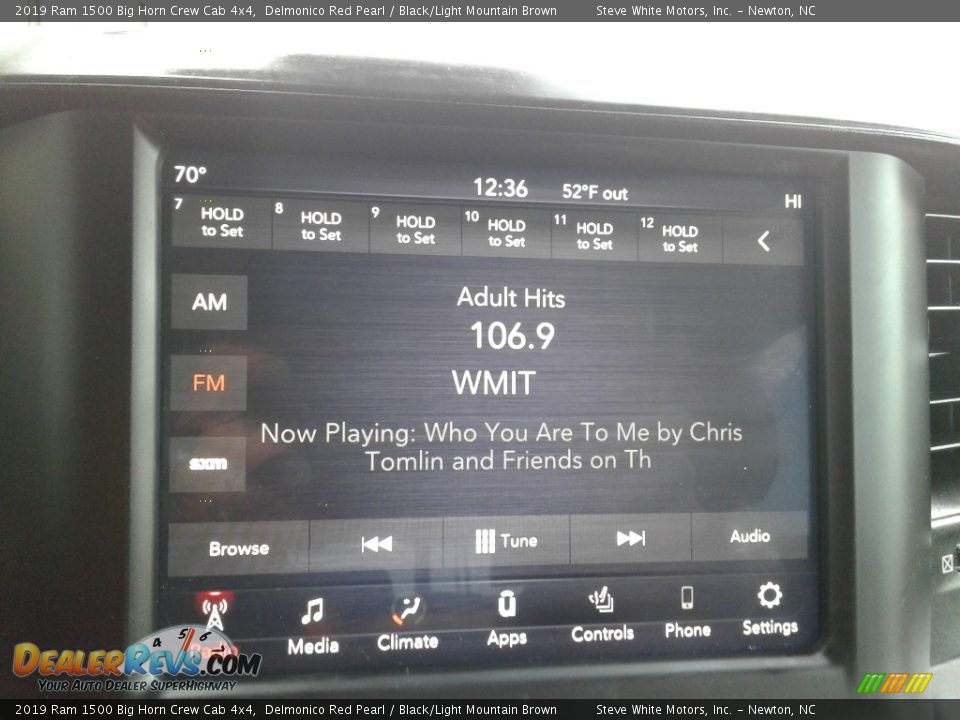 2019 Ram 1500 Big Horn Crew Cab 4x4,  Delmonico Red Pearl / Black/Light Mountain Brown    Steve White Motors, Inc. – Newton, NC
70°
12:36
52°F out
HI
7 HOLD to Set
8 HOLD to Set
9 HOLD to Set
10 HOLD to Set
11 HOLD to Set
12 HOLD to Set
AM
FM
sxm
Adult Hits
106.9
WMIT
Now Playing: Who You Are To Me by Chris
Tomlin and Friends on Th
Browse
Tune
Audio
Media
Climate
Apps
Controls
Phone
Settings
4 5 6
DealerRevs.com
Your Auto Dealer SuperHighway
2019 Ram 1500 Big Horn Crew Cab 4x4,  Delmonico Red Pearl / Black/Light Mountain Brown    Steve White Motors, Inc. – Newton, NC